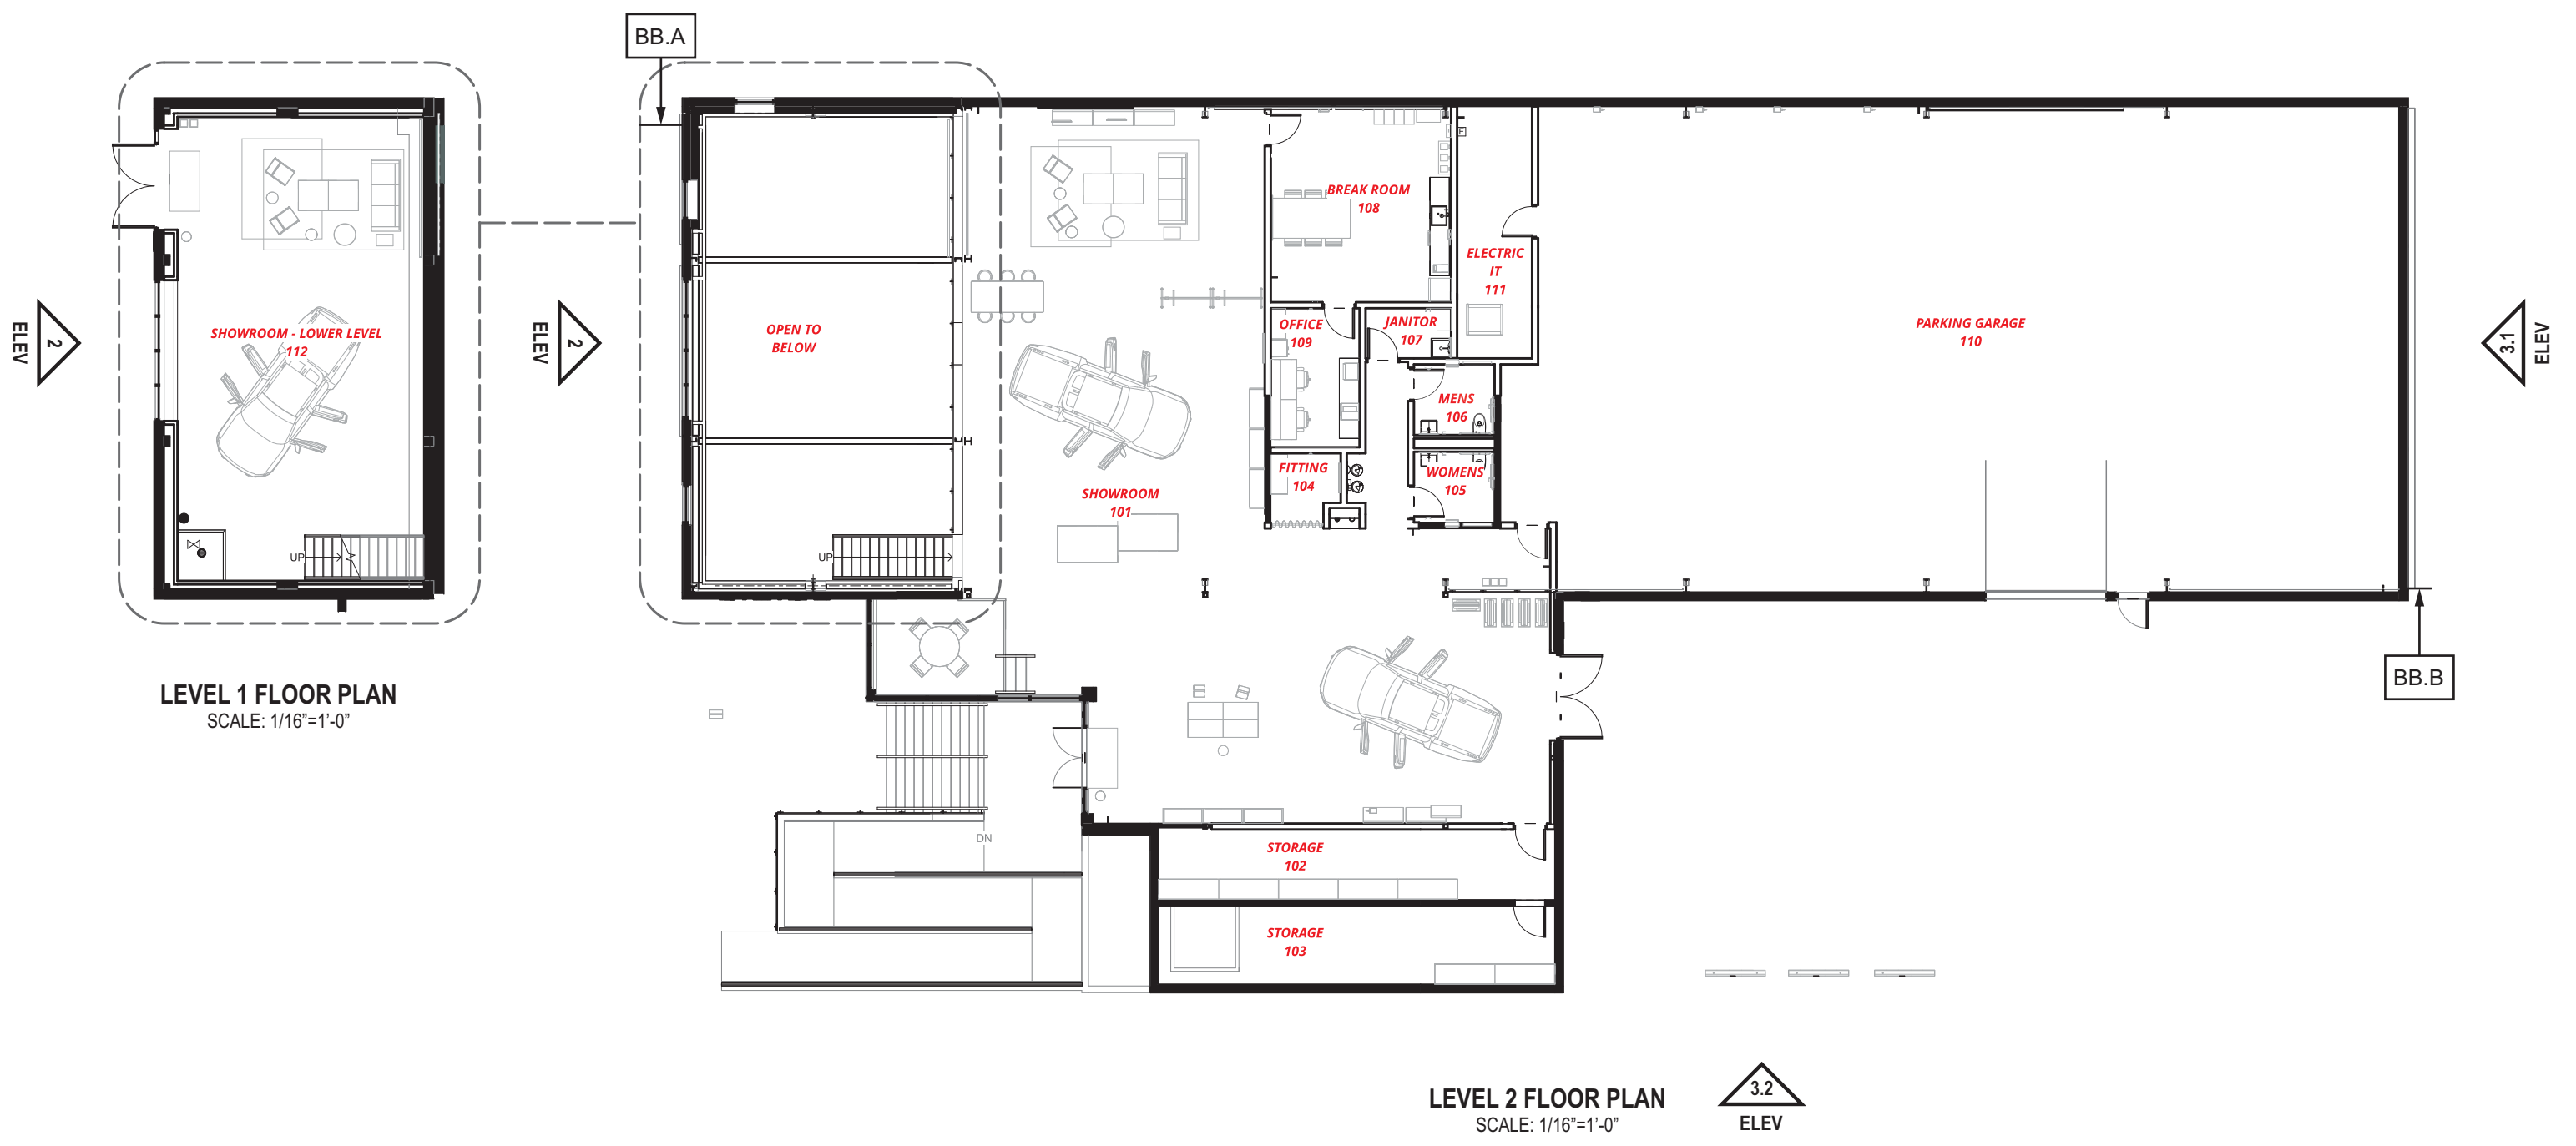 BB.A
SHOWROOM - LOWER LEVEL
112
UP
ELEV
2
LEVEL 1 FLOOR PLAN
SCALE: 1/16”=1’-0”
ELEV
2
OPEN TO
BELOW
UP
SHOWROOM
101
BREAK ROOM
108
ELECTRIC
IT
111
OFFICE
109
JANITOR
107
MENS
106
WOMENS
105
FITTING
104
PARKING GARAGE
110
3.1
ELEV
BB.B
DN
STORAGE
102
STORAGE
103
LEVEL 2 FLOOR PLAN
SCALE: 1/16”=1’-0”
3.2
ELEV